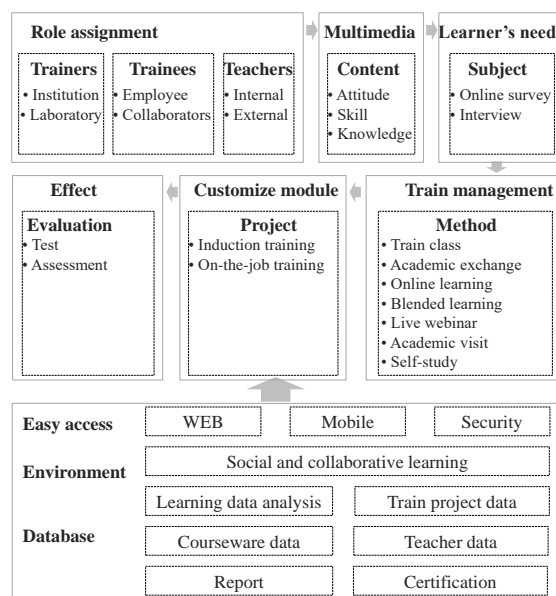 Role assignment
Trainers
• Institution
• Laboratory
Trainees
• Employee
• Collaborators
Teachers
• Internal
• External
Multimedia
Content
• Attitude
• Skill
• Knowledge
Learner’s need
Subject
• Online survey
• Interview
Effect
Evaluation
• Test
• Assessment
Customize module
Project
• Induction training
• On-the-job training
Train management
Method
• Train class
• Academic exchange
• Online learning
• Blended learning
• Live webinar
• Academic visit
• Self-study
Easy access
WEB
Mobile
Security
Environment
Social and collaborative learning
Database
Learning data analysis
Train project data
Courseware data
Teacher data
Report
Certification